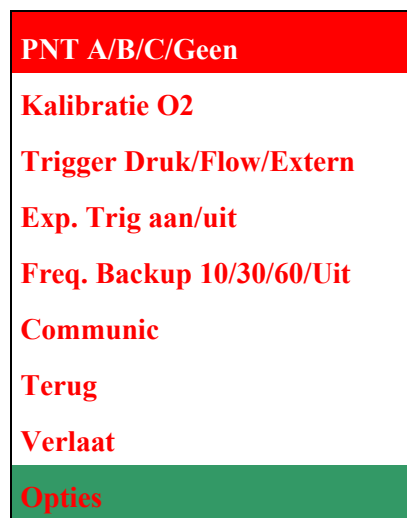 PNT A/B/C/Geen
Kalibratie O2
Trigger Druk/Flow/Extern
Exp. Trig aan/uit
Freq. Backup 10/30/60/Uit
Communic
Terug
Verlaat
Opties